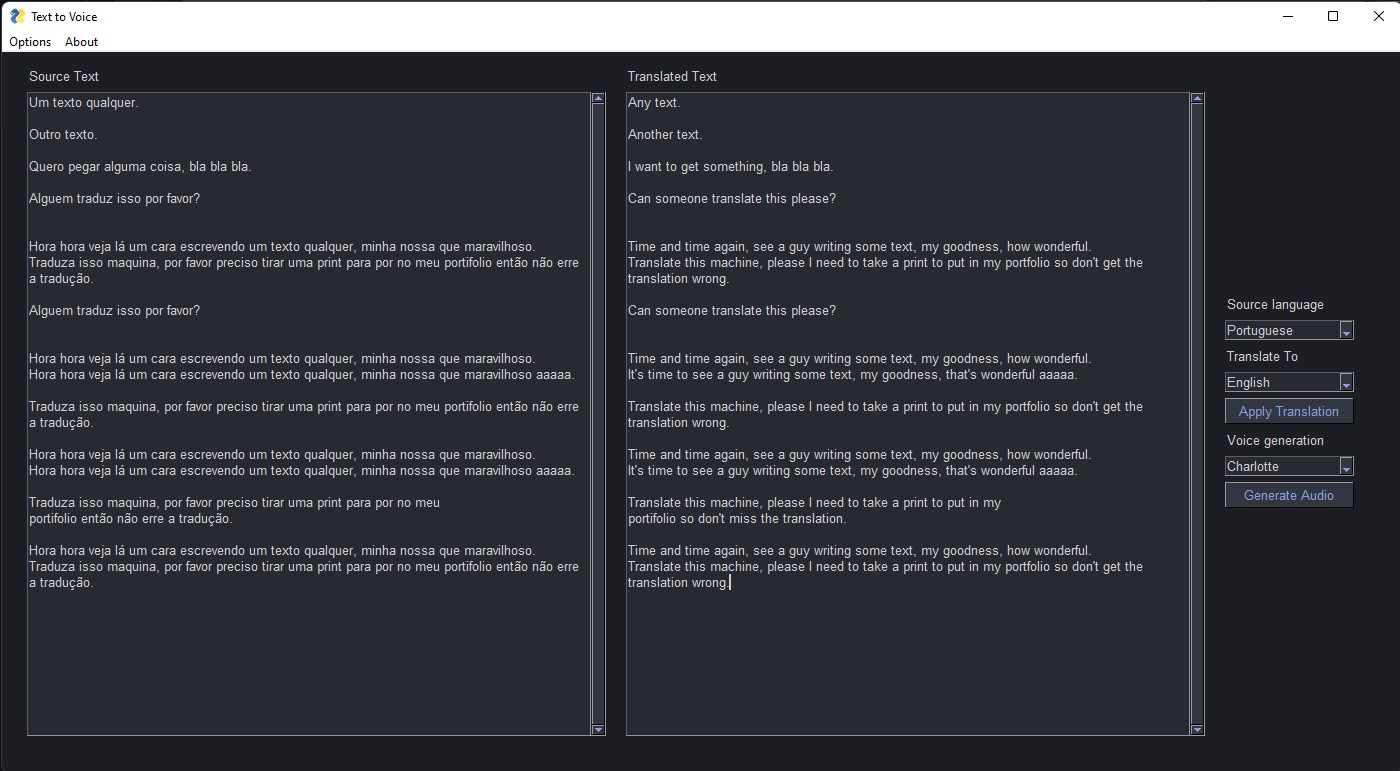 Text to Voice
Options About
Source Text
Um texto qualquer.
Outro texto.
Quero pegar alguma coisa, bla bla bla.
Alguem traduz isso por favor?
Hora hora veja lá um cara escrevendo um texto qualquer, minha nossa que maravilhoso.
Traduza isso maquina, por favor preciso tirar uma print para por no meu portifolio então não erre
a tradução.
Alguem traduz isso por favor?
Hora hora veja lá um cara escrevendo um texto qualquer, minha nossa que maravilhoso.
Hora hora veja lá um cara escrevendo um texto qualquer, minha nossa que maravilhoso aaaaa.
Traduza isso maquina, por favor preciso tirar uma print para por no meu portifolio então não erre
a tradução.
Hora hora veja lá um cara escrevendo um texto qualquer, minha nossa que maravilhoso.
Hora hora veja lá um cara escrevendo um texto qualquer, minha nossa que maravilhoso aaaaa.
Traduza isso maquina, por favor preciso tirar uma print para por no meu
portifolio então não erre a tradução.
Hora hora veja lá um cara escrevendo um texto qualquer, minha nossa que maravilhoso.
Traduza isso maquina, por favor preciso tirar uma print para por no meu portifolio então não erre
a tradução.
Translated Text
Any text.
Another text.
I want to get something, bla bla bla.
Can someone translate this please?
Time and time again, see a guy writing some text, my goodness, how wonderful.
Translate this machine, please I need to take a print to put in my portfolio so don't get the
translation wrong.
Can someone translate this please?
Time and time again, see a guy writing some text, my goodness, how wonderful.
It's time to see a guy writing some text, my goodness, that's wonderful aaaaa.
Translate this machine, please I need to take a print to put in my portfolio so don't get the
translation wrong.
Time and time again, see a guy writing some text, my goodness, how wonderful.
It's time to see a guy writing some text, my goodness, that's wonderful aaaaa.
Translate this machine, please I need to take a print to put in my
portifolio so don't miss the translation.
Time and time again, see a guy writing some text, my goodness, how wonderful.
Translate this machine, please I need to take a print to put in my portfolio so don't get the
translation wrong.
Source language
Portuguese
Translate To
English
Apply Translation
Voice generation
Charlotte
Generate Audio